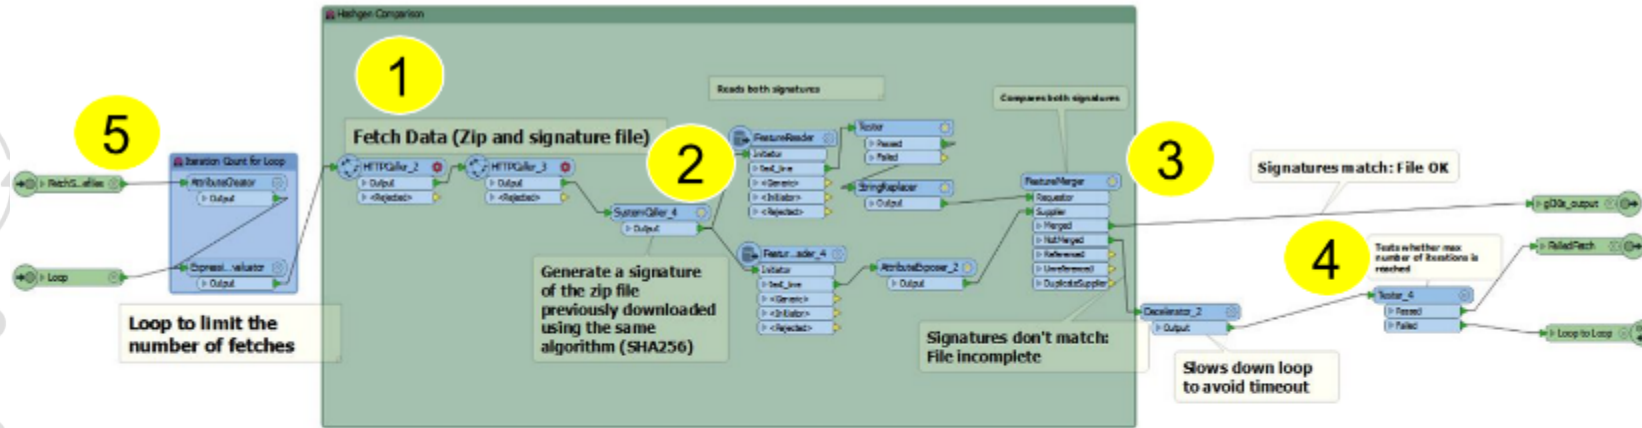 Hashgen Comparison
1
Reads both signatures
Compares both signatures
5
Fetch Data (Zip and signature file)
2
3
Iteration Count for Loop
AttributeCreator
Output
Loop
Output
Loop to limit the
number of fetches
HTTPCaller_2
Output
<Rejected>
HTTPCaller_3
Output
<Rejected>
SystemCaller_4
Output
Generate a signature
of the zip file
previously downloaded
using the same
algorithm (SHA256)
FeatureReader
Initiator
text_line
<Generic>
<Initiator>
<Rejected>
Tester
Passed
Failed
StringReplacer
Output
Featur...ader_4
Initiator
text_line
<Generic>
<Initiator>
<Rejected>
AttributeExposer_2
Output
FeatureMerger
Requestor
Supplier
Merged
NotMerged
Referenced
Unreferenced
DuplicateSupplier
Signatures don't match:
File incomplete
Decelerator_2
Output
Slows down loop
to avoid timeout
Signatures match: File OK
4
Tests whether max
number of iterations is
reached
Tester_4
Passed
Failed
FailedFetch
Loop to Loop